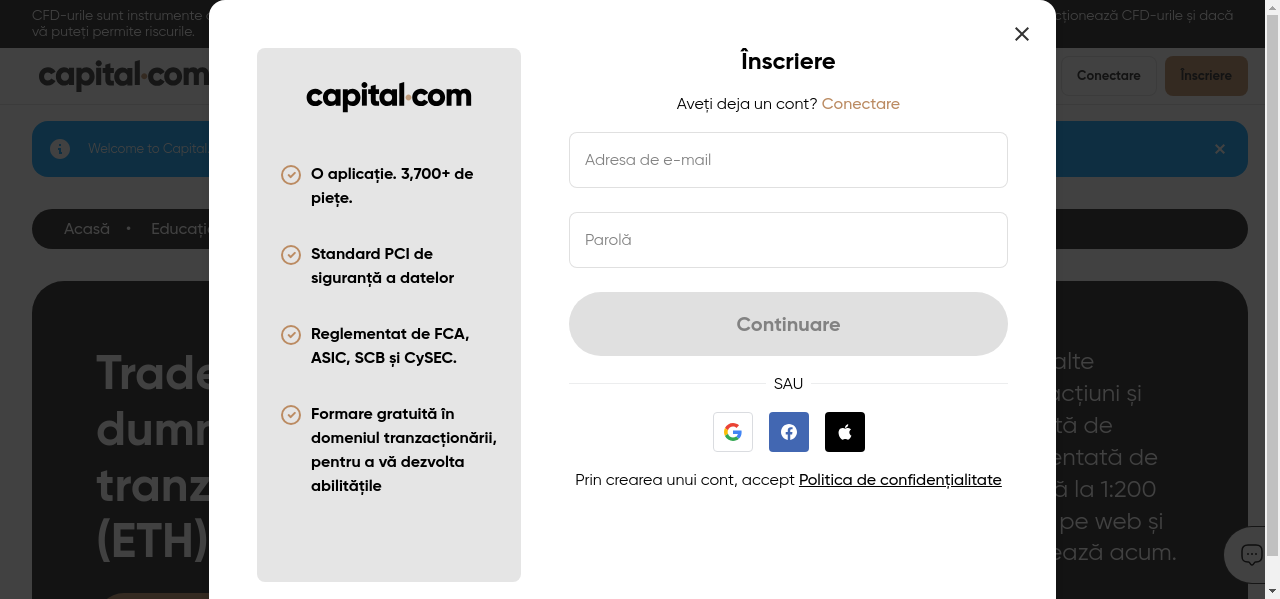 CFD-urile sunt instrumente
cționează CFD-urile și dacă
vă puteți permite riscurile.
capital.com
Conectare
Înscriere
Welcome to Capital
Acasă
Educație
Trade
dumn
tranz
(ETH)
alte
acțiuni și
tă de
entată de
ă la 1:200
pe web și
ează acum.
capital.com
O aplicație. 3,700+ de
piețe.
Standard PCI de
siguranță a datelor
Reglementat de FCA,
ASIC, SCB și CySEC.
Formare gratuită în
domeniul tranzacționării,
pentru a vă dezvolta
abilitățile
Înscriere
Aveți deja un cont? Conectare
Adresa de e-mail
Parolă
Continuare
SAU
Prin crearea unui cont, accept Politica de confidențialitate